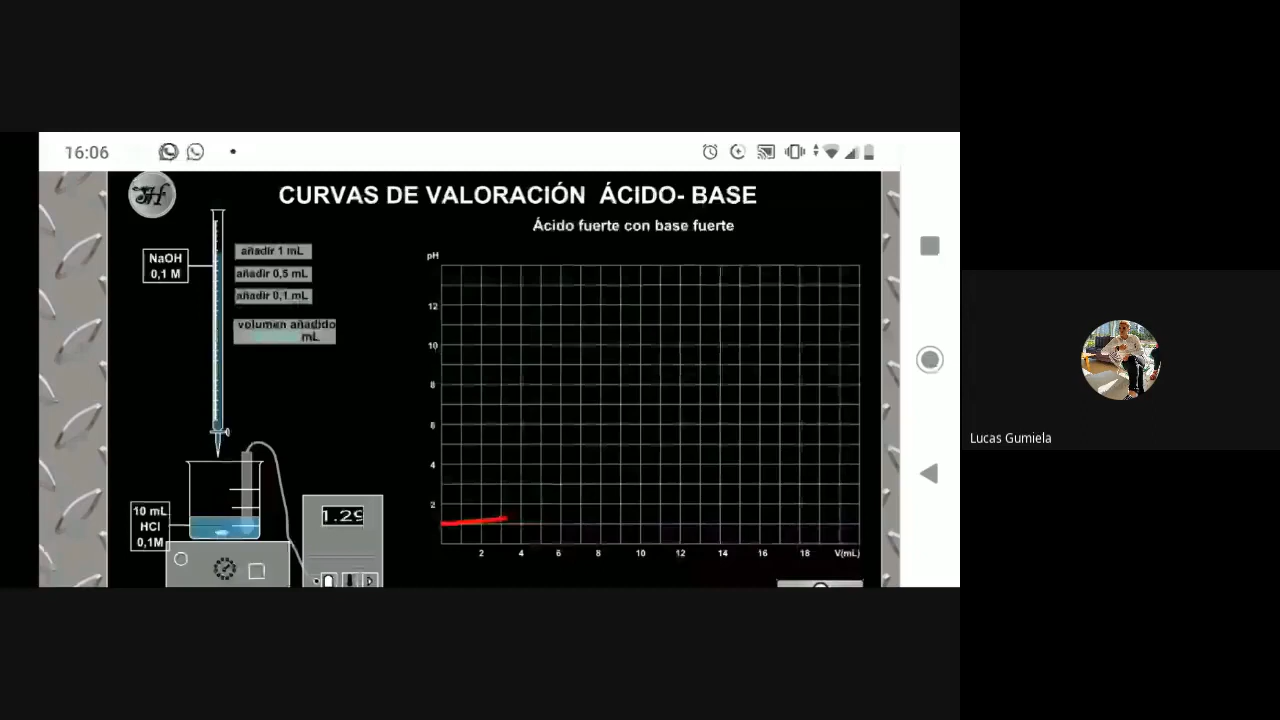 16:06
CURVAS DE VALORACIÓN ÁCIDO- BASE
Ácido fuerte con base fuerte
NaOH
0,1 M
añadir 1 mL
añadir 0,5 mL
añadir 0,1 mL
volumen añadido
mL
pH
12
10
8
6
4
2
2 4 6 8 10 12 14 16 18 V(mL)
10 mL
HCl
0,1M
1.29
Lucas Gumiela